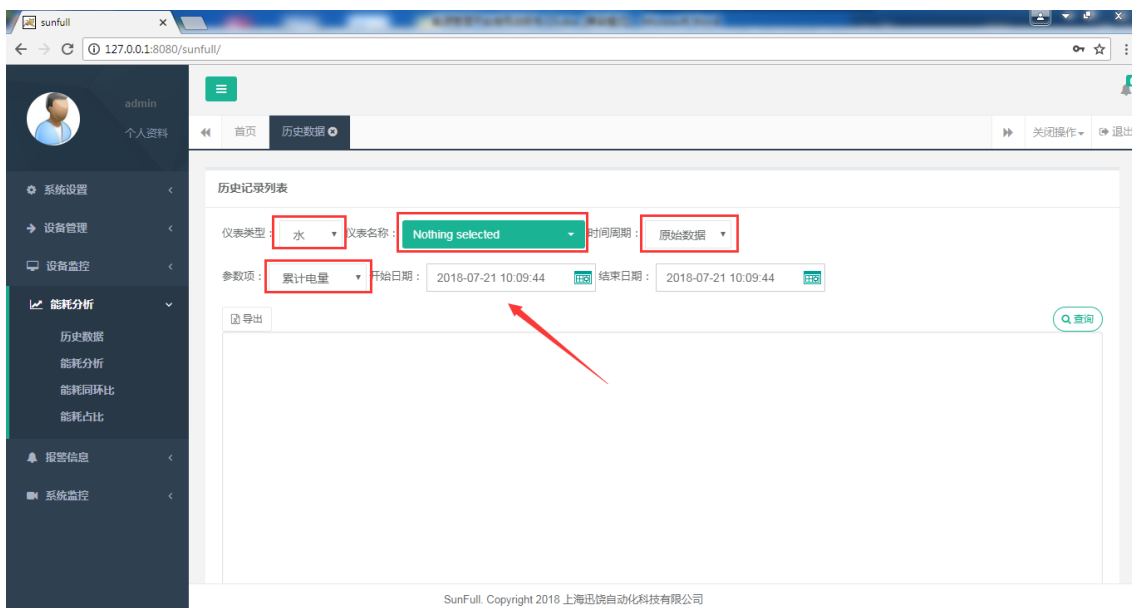 sunfull
127.0.0.1:8080/sunfull/
admin
个人资料
首页
历史数据
关闭操作
退出
系统设置
设备管理
设备监控
能耗分析
历史数据
能耗分析
能耗同环比
能耗占比
报警信息
系统监控
历史记录列表
仪表类型： 水 仪表名称： Nothing selected 时间周期： 原始数据
参数项： 累计电量 开始日期： 2018-07-21 10:09:44 结束日期： 2018-07-21 10:09:44
导出 查询
SunFull. Copyright 2018 上海迅饶自动化科技有限公司